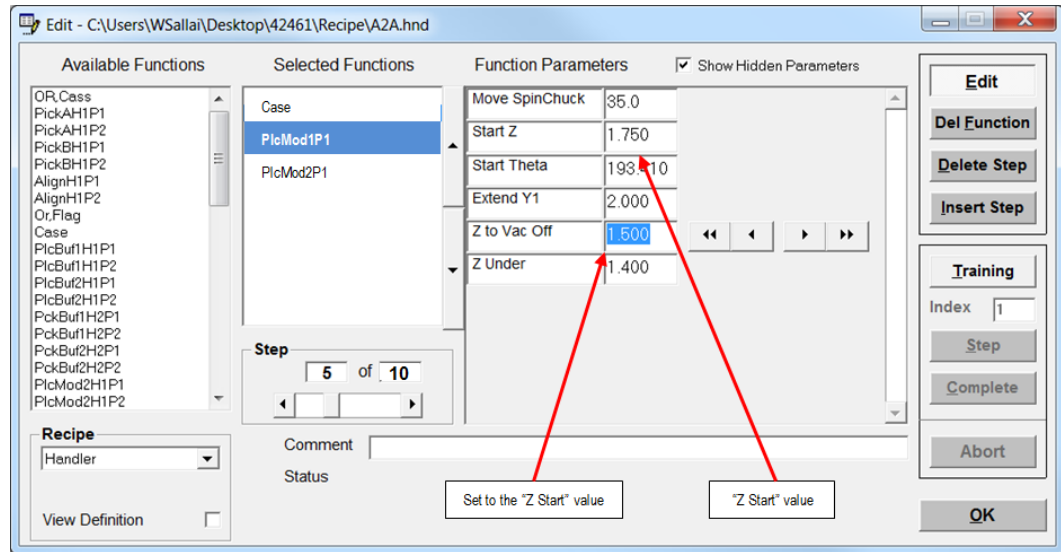 Edit - C:\Users\WSallai\Desktop\42461\Recipe\A2A.hnd
Available Functions
OR,Cass
PickAH1P1
PickAH1P2
PickBH1P1
PickBH1P2
AlignH1P1
AlignH1P2
Or,Flag
Case
PlcBuf1H1P1
PlcBuf1H1P2
PlcBuf2H1P1
PlcBuf2H1P2
PckBuf1H2P1
PckBuf1H2P2
PckBuf2H2P1
PckBuf2H2P2
PlcMod2H1P1
PlcMod2H1P2
Selected Functions
Case
PlcMod1P1
PlcMod2P1
Step
5 of 10
Function Parameters
Show Hidden Parameters
Move SpinChuck 35.0
Start Z 1.750
Start Theta 193.410
Extend Y1 2.000
Z to Vac Off 1.500
Z Under 1.400
Edit
Del Function
Delete Step
Insert Step
Training
Index 1
Step
Complete
Abort
OK
Recipe
Handler
View Definition
Comment
Status
Set to the "Z Start" value
"Z Start" value